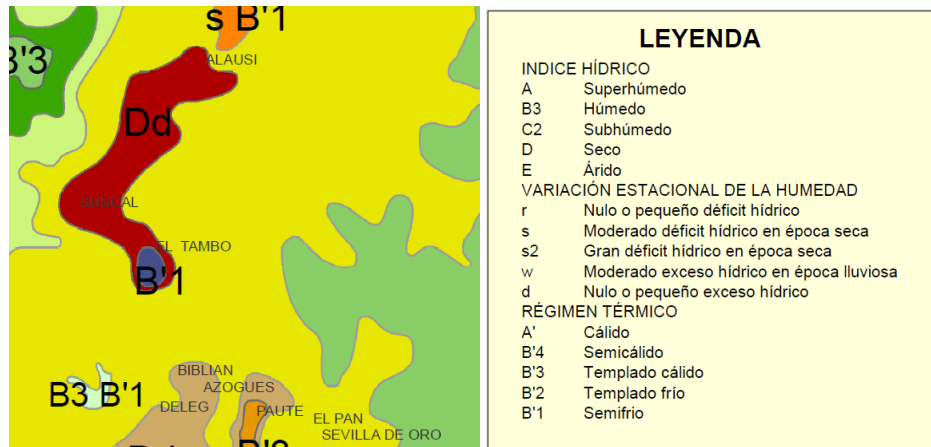 s B'1
ALAUSI
B'3
Dd
SUSCAL
EL TAMBO
B'1
BIBLIAN
AZOGUES
B3 B'1
DELEG
PAUTE
EL PAN
SEVILLA DE ORO
LEYENDA
INDICE HÍDRICO
A Superhúmedo
B3 Húmedo
C2 Subhúmedo
D Seco
E Árido
VARIACIÓN ESTACIONAL DE LA HUMEDAD
r Nulo o pequeño déficit hídrico
s Moderado déficit hídrico en época seca
s2 Gran déficit hídrico en época seca
w Moderado exceso hídrico en época lluviosa
d Nulo o pequeño exceso hídrico
RÉGIMEN TÉRMICO
A' Cálido
B'4 Semicálido
B'3 Templado cálido
B'2 Templado frío
B'1 Semifrio